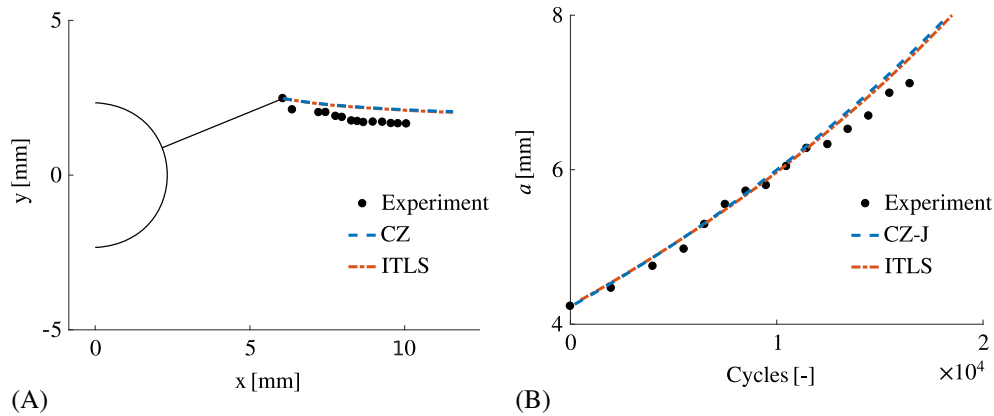 5
0
-5
y [mm]
0
5
10
x [mm]
Experiment
CZ
ITLS
(A)
8
6
4
a [mm]
0
1
2
×10⁴
Cycles [-]
Experiment
CZ-J
ITLS
(B)